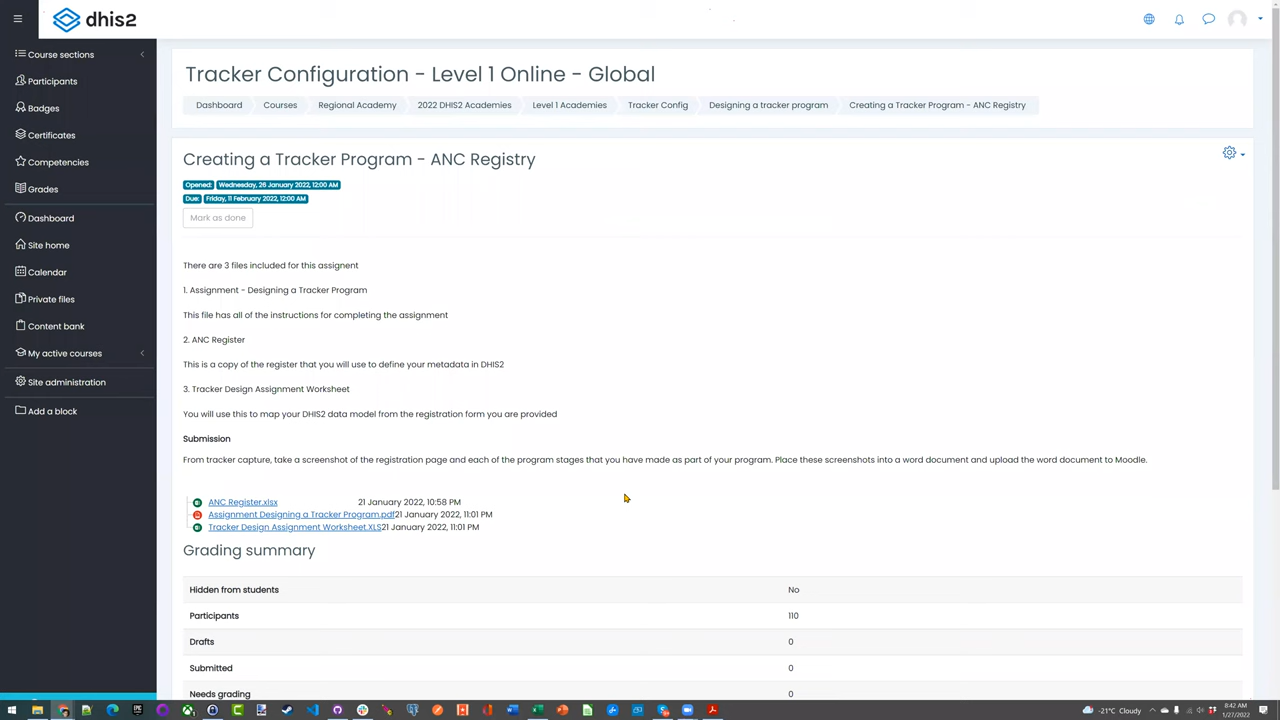 dhis2
Course sections
Participants
Badges
Certificates
Competencies
Grades
Dashboard
Site home
Calendar
Private files
Content bank
My active courses
Site administration
Add a block
Tracker Configuration - Level 1 Online - Global
Dashboard Courses Regional Academy 2022 DHIS2 Academies Level 1 Academies Tracker Config Designing a tracker program Creating a Tracker Program - ANC Registry
Creating a Tracker Program - ANC Registry
Opened: Wednesday, 26 January 2022, 12:00 AM
Due: Friday, 11 February 2022, 12:00 AM
Mark as done
There are 3 files included for this assignent
1. Assignment - Designing a Tracker Program
This file has all of the instructions for completing the assignment
2. ANC Register
This is a copy of the register that you will use to define your metadata in DHIS2
3. Tracker Design Assignment Worksheet
You will use this to map your DHIS2 data model from the registration form you are provided
Submission
From tracker capture, take a screenshot of the registration page and each of the program stages that you have made as part of your program. Place these screenshots into a word document and upload the word document to Moodle.
ANC Register.xlsx 21 January 2022, 10:58 PM
Assignment Designing a Tracker Program.pdf 21 January 2022, 11:01 PM
Tracker Design Assignment Worksheet.XLS 21 January 2022, 11:01 PM
Grading summary
Hidden from students No
Participants 110
Drafts 0
Submitted 0
Needs grading 0
-21°C Cloudy
8:42 AM
1/27/2022